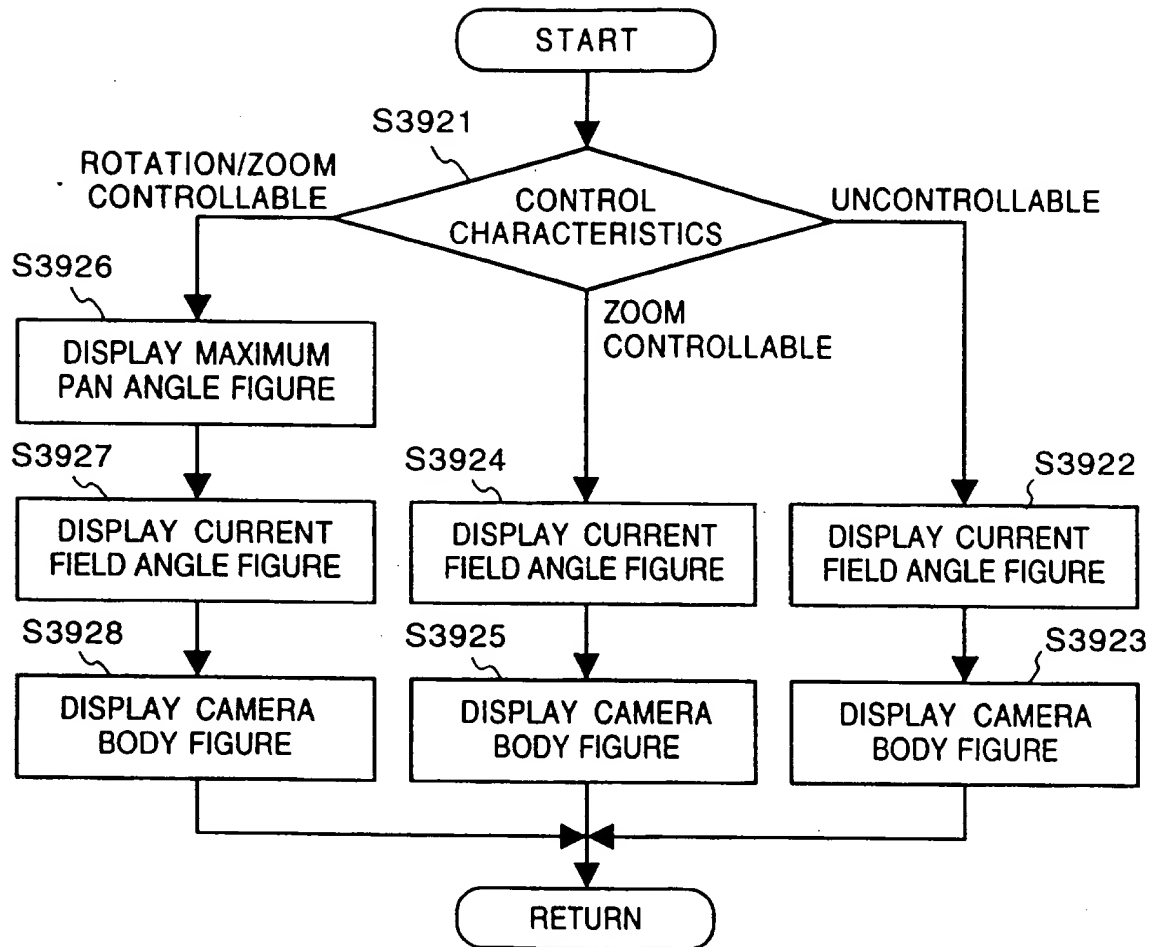 START
S3921
ROTATION/ZOOM
CONTROLLABLE
CONTROL
CHARACTERISTICS
UNCONTROLLABLE
ZOOM
CONTROLLABLE
S3926
DISPLAY MAXIMUM
PAN ANGLE FIGURE
S3927
DISPLAY CURRENT
FIELD ANGLE FIGURE
S3928
DISPLAY CAMERA
BODY FIGURE
S3924
DISPLAY CURRENT
FIELD ANGLE FIGURE
S3925
DISPLAY CAMERA
BODY FIGURE
S3922
DISPLAY CURRENT
FIELD ANGLE FIGURE
S3923
DISPLAY CAMERA
BODY FIGURE
RETURN